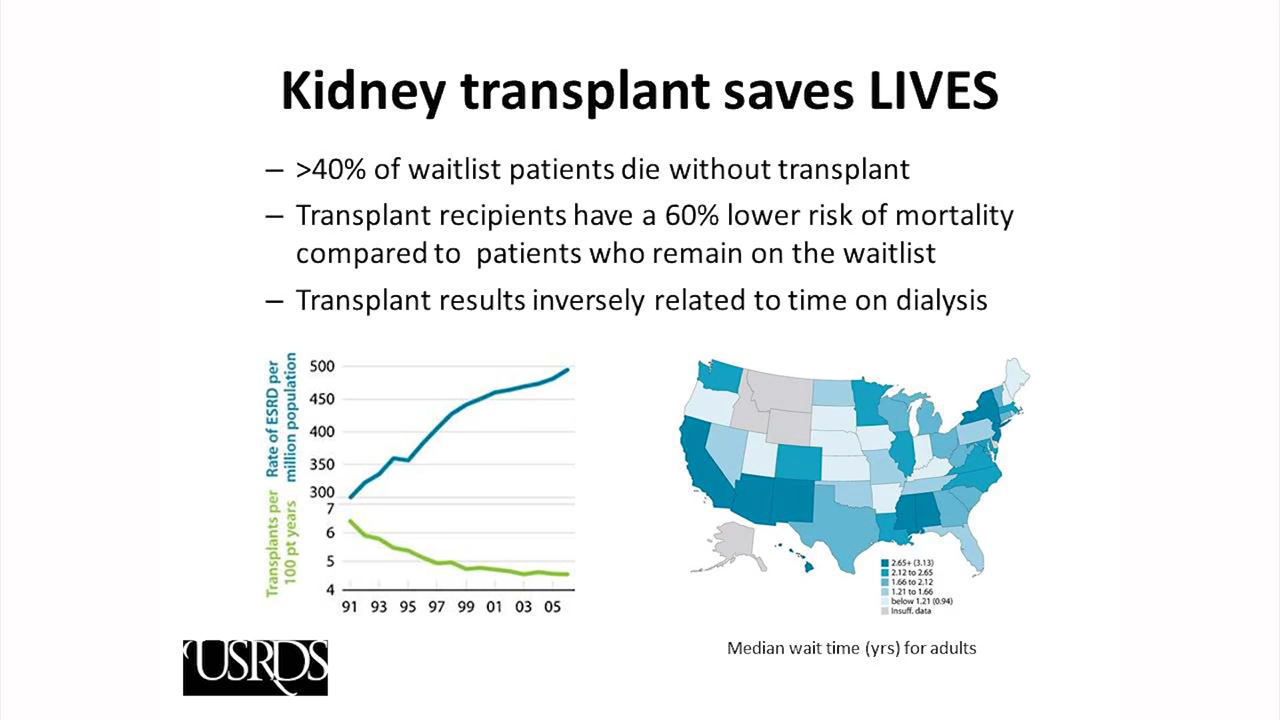 Kidney transplant saves LIVES
– >40% of waitlist patients die without transplant
– Transplant recipients have a 60% lower risk of mortality
compared to  patients who remain on the waitlist
– Transplant results inversely related to time on dialysis
Rate of ESRD per
million population
500
450
400
350
300
Transplants per
100 pt years
7
6
5
4
91 93 95 97 99 01 03 05
2.65+ (3.13)
2.12 to 2.65
1.66 to 2.12
1.21 to 1.66
below 1.21 (0.94)
Insuff. data
Median wait time (yrs) for adults
USRDS